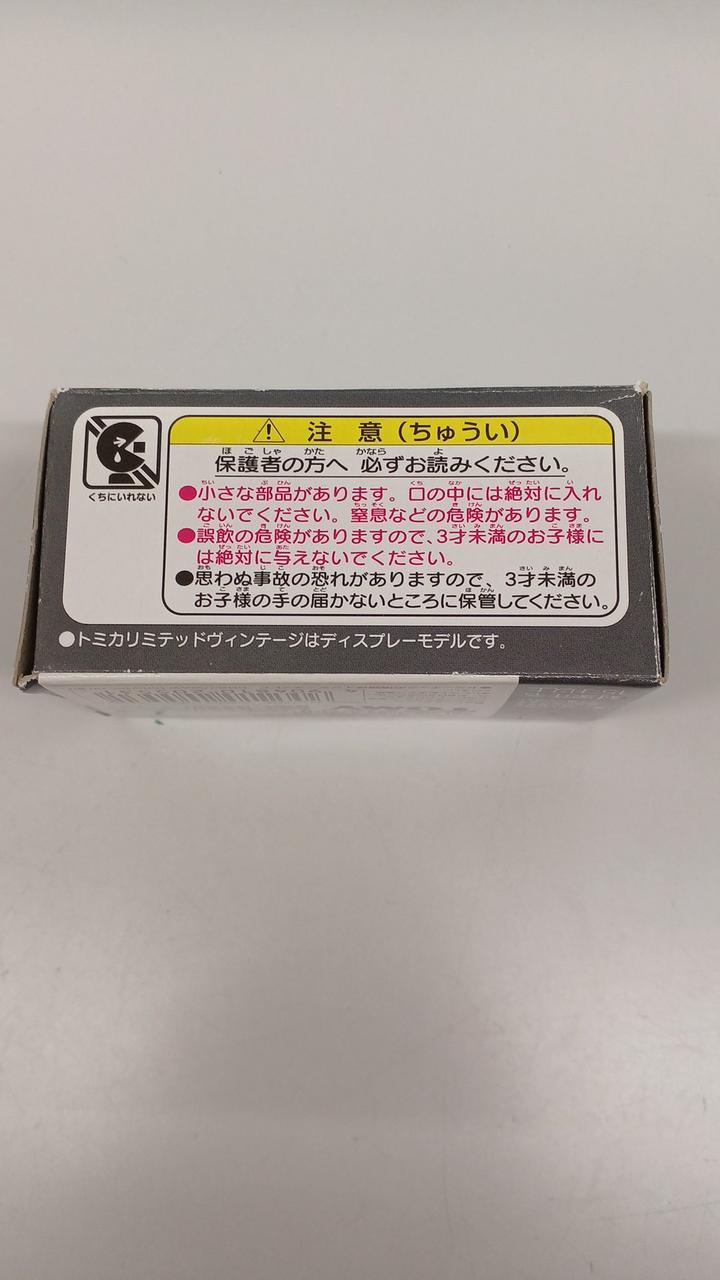 くちにいれない
⚠ 注意（ちゅうい）
保護者の方へ 必ずお読みください。
●小さな部品があります。口の中には絶対に入れ
ないでください。窒息などの危険があります。
●誤飲の危険がありますので、3才未満のお子様に
は絶対に与えないでください。
●思わぬ事故の恐れがありますので、3才未満の
お子様の手の届かないところに保管してください。
●トミカリミテッドヴィンテージはディスプレーモデルです。